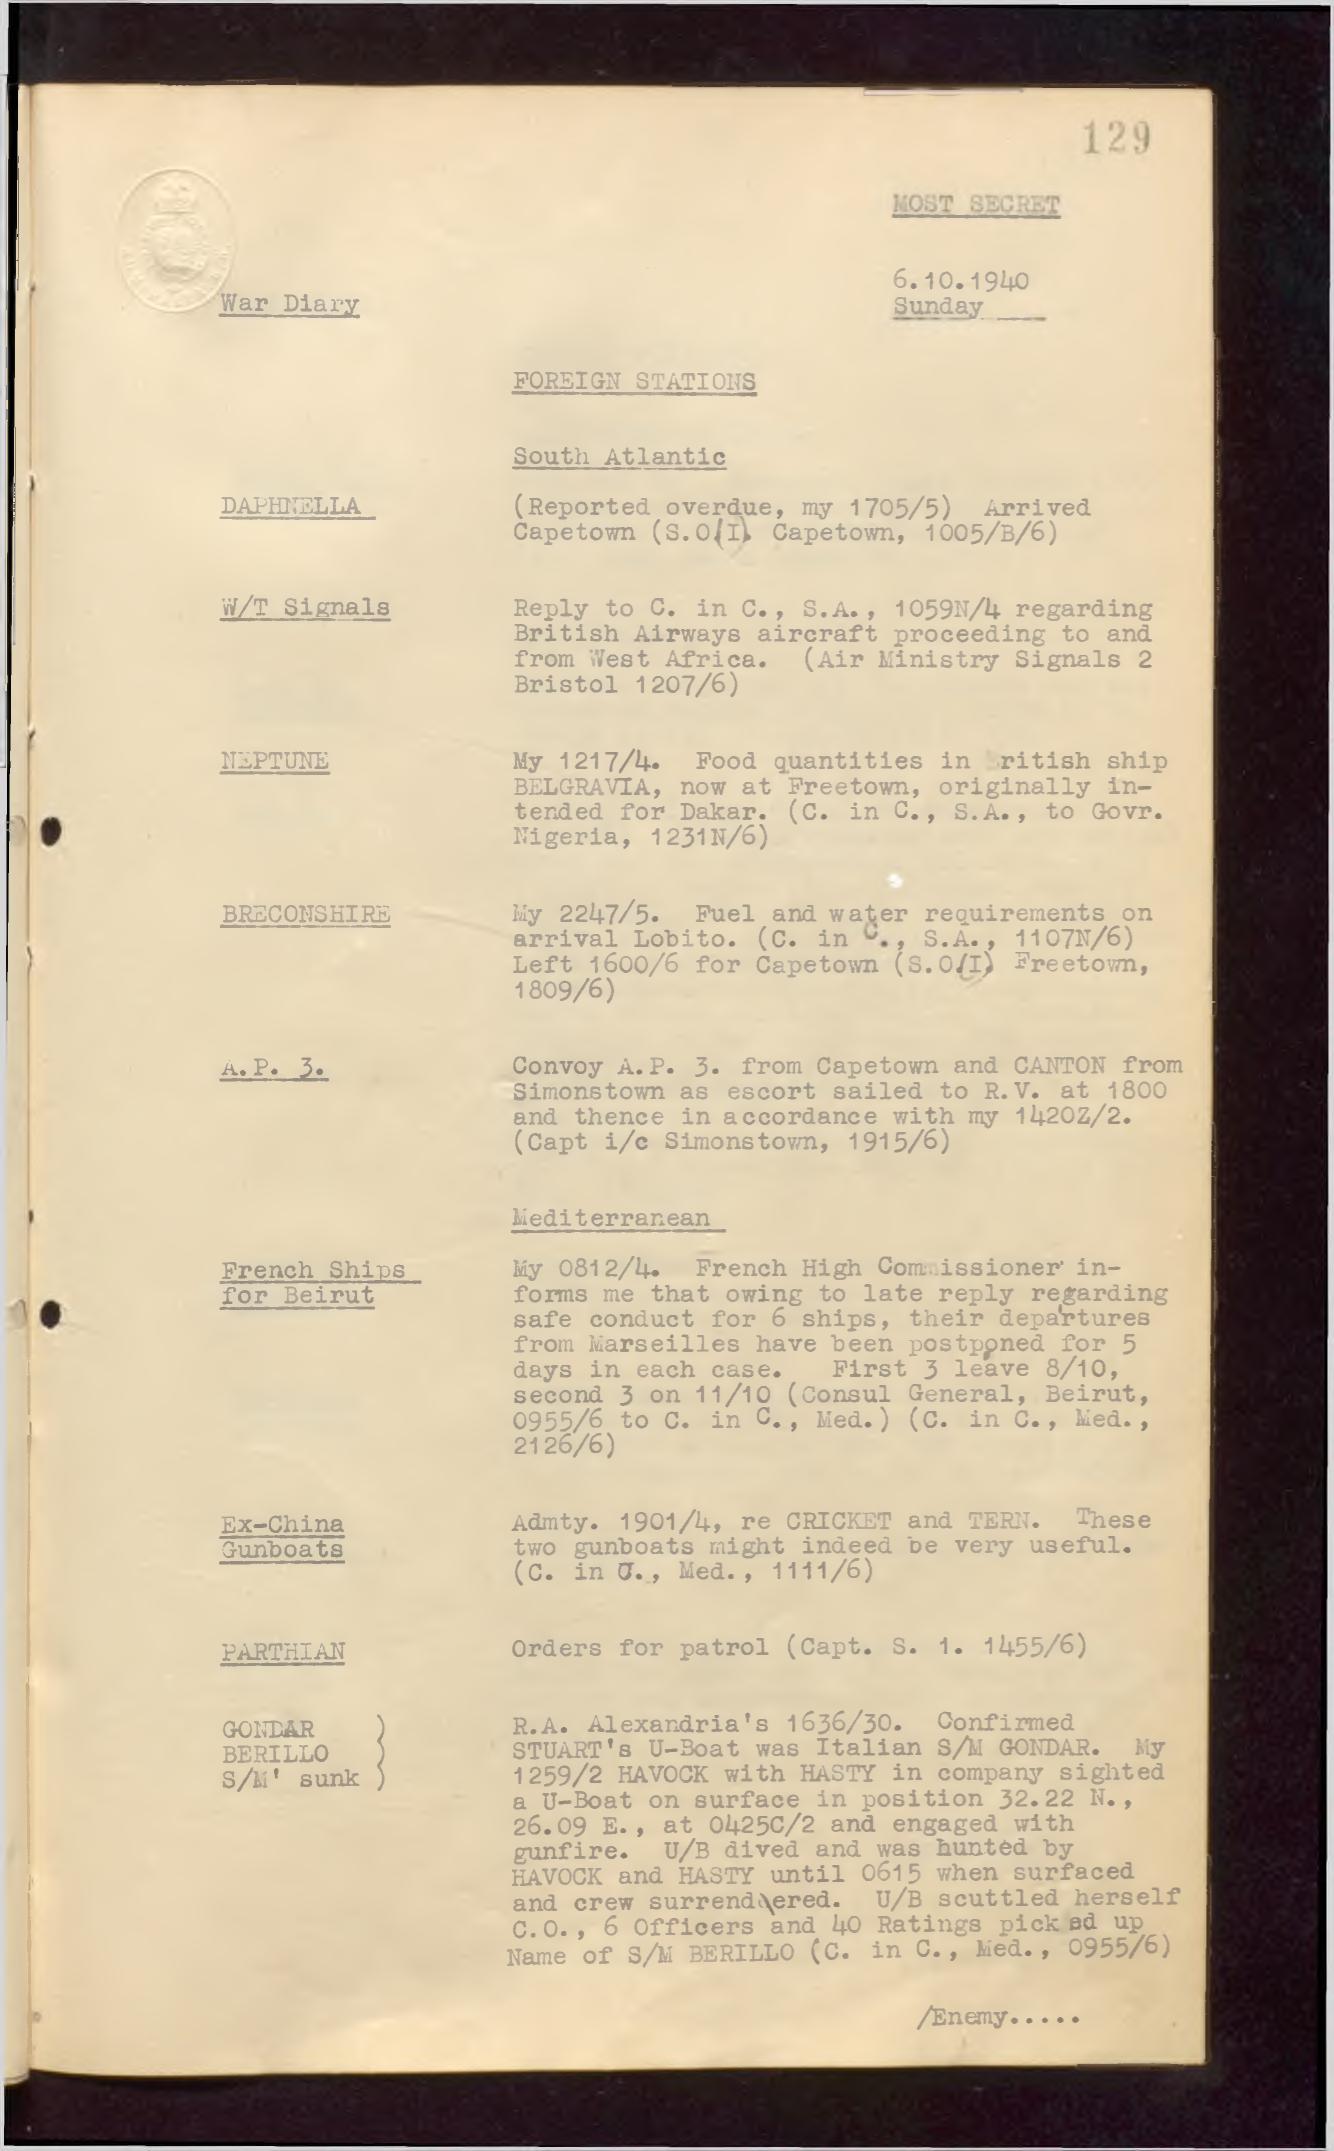 129
MOST SECRET
6.10.1940
War Diary
Sunday
FOREIGN STATIONS
South Atlantic
DAPHNELLA
(Reported overdue, my 1705/5) Arrived
Capetown (S.O(I). Capetown, 1005/B/6)
W/T Signals
Reply to C. in C., S.A., 1059N/4 regarding
British Airways aircraft proceeding to and
from West Africa. (Air Ministry Signals 2
Bristol 1207/6)
NEPTUNE
My 1217/4. Food quantities in British ship
BELGRAVIA, now at Freetown, originally in-
tended for Dakar. (C. in C., S.A., to Govr.
Nigeria, 1231N/6)
BRECONSHIRE
My 2247/5. Fuel and water requirements on
arrival Lobito. (C. in C., S.A., 1107N/6)
Left 1600/6 for Capetown (S.O(I) Freetown,
1809/6)
A.P. 3.
Convoy A.P. 3. from Capetown and CANTON from
Simonstown as escort sailed to R.V. at 1800
and thence in accordance with my 1420Z/2.
(Capt i/c Simonstown, 1915/6)
Mediterranean
French Ships
for Beirut
My 0812/4. French High Commissioner in-
forms me that owing to late reply regarding
safe conduct for 6 ships, their departures
from Marseilles have been postponed for 5
days in each case. First 3 leave 8/10,
second 3 on 11/10 (Consul General, Beirut,
0955/6 to C. in C., Med.) (C. in C., Med.,
2126/6)
Ex-China
Gunboats
Admty. 1901/4, re CRICKET and TERN. These
two gunboats might indeed be very useful.
(C. in C., Med., 1111/6)
PARTHIAN
Orders for patrol (Capt. S. 1. 1455/6)
GONDAR )
BERILLO )
S/M' sunk )
R.A. Alexandria's 1636/30. Confirmed
STUART's U-Boat was Italian S/M GONDAR. My
1259/2 HAVOCK with HASTY in company sighted
a U-Boat on surface in position 32.22 N.,
26.09 E., at 0425C/2 and engaged with
gunfire. U/B dived and was hunted by
HAVOCK and HASTY until 0615 when surfaced
and crew surrend\ered. U/B scuttled herself
C.O., 6 Officers and 40 Ratings picked up
Name of S/M BERILLO (C. in C., Med., 0955/6)
/Enemy.....